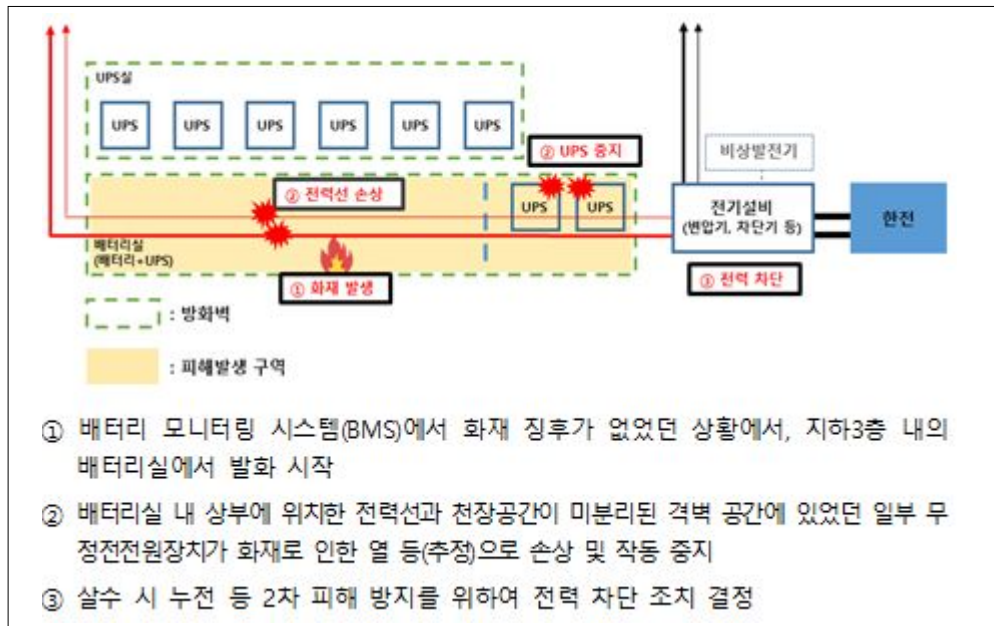 UPS실
UPS UPS UPS UPS UPS UPS
② UPS 중지
비상발전기
② 전력선 손상
UPS UPS
전기설비
(변압기, 차단기 등)
한전
배터리실
(배터리+UPS)
① 화재 발생
③ 전력 차단
: 방화벽
: 피해발생 구역
① 배터리 모니터링 시스템(BMS)에서 화재 징후가 없었던 상황에서, 지하3층 내의
배터리실에서 발화 시작
② 배터리실 내 상부에 위치한 전력선과 천장공간이 미분리된 격벽 공간에 있었던 일부 무
정전전원장치가 화재로 인한 열 등(추정)으로 손상 및 작동 중지
③ 살수 시 누전 등 2차 피해 방지를 위하여 전력 차단 조치 결정